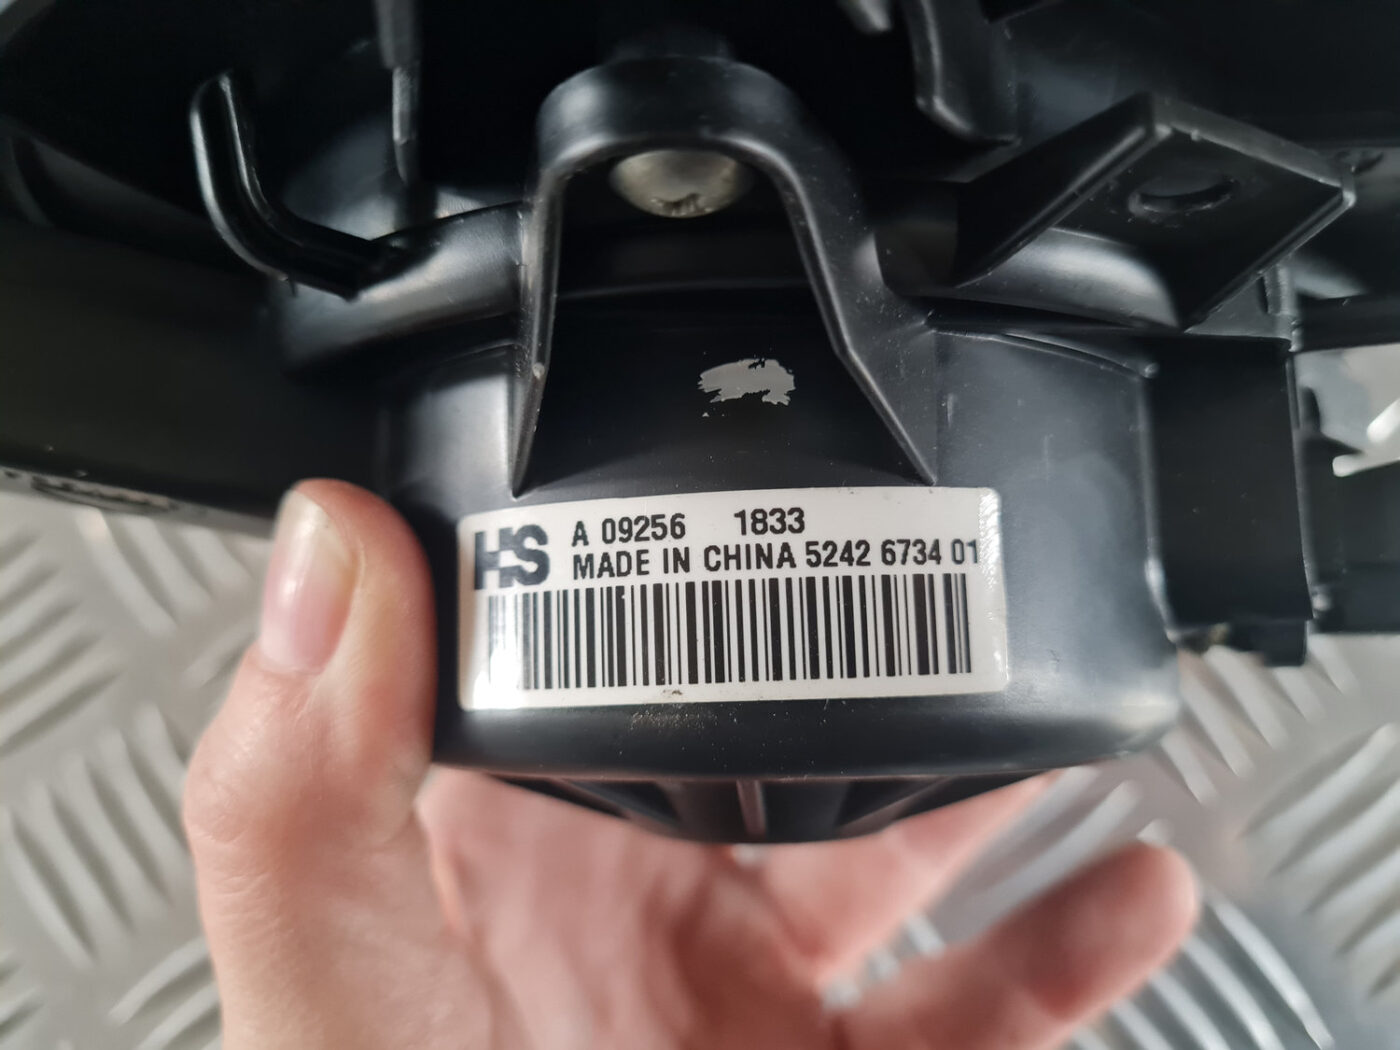 HS A 09256 1833
MADE IN CHINA 5242 6734 01